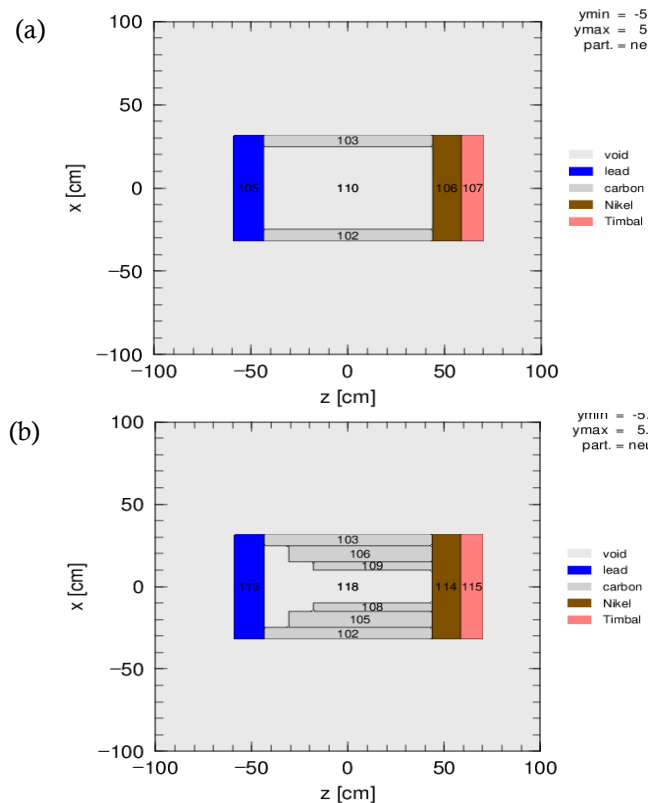 (a)
ymin = -5
ymax = 5
part. = ne
100
50
0
−50
−100
x [cm]
103
105
110
106
107
102
void
lead
carbon
Nikel
Timbal
−100
−50
0
50
100
z [cm]
(b)
ymin = -5.
ymax = 5.
part. = neu
100
50
0
−50
−100
x [cm]
103
106
109
113
118
114
115
108
105
102
void
lead
carbon
Nikel
Timbal
−100
−50
0
50
100
z [cm]